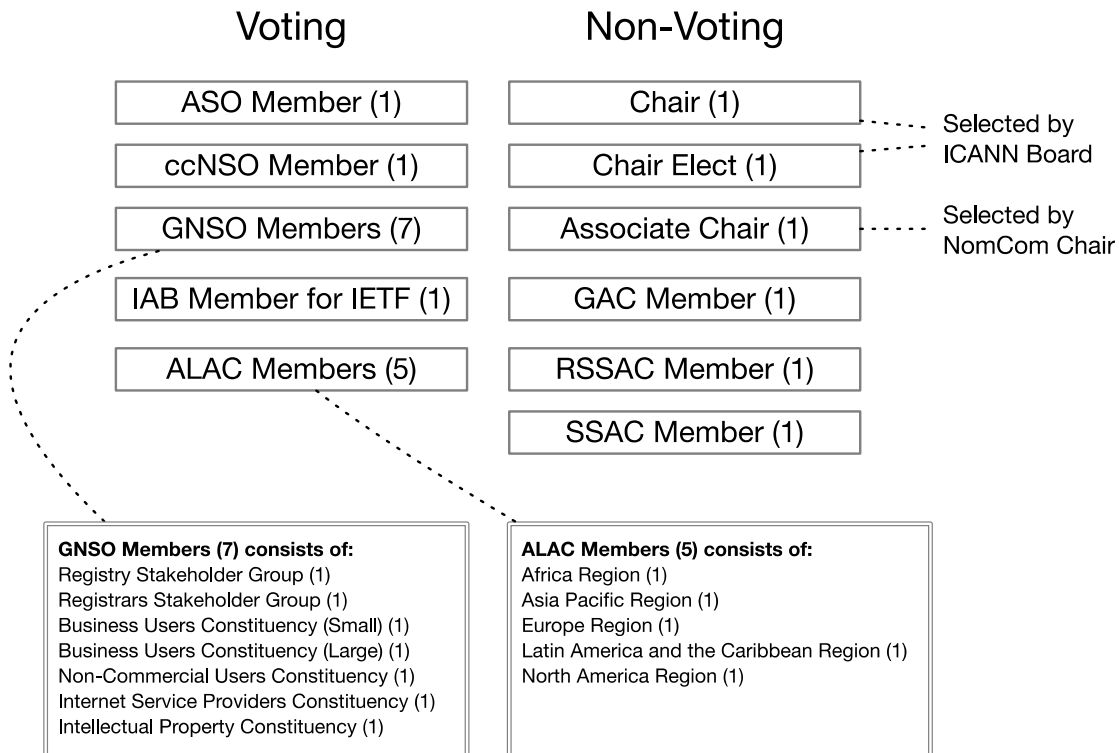 Voting
ASO Member (1)
ccNSO Member (1)
GNSO Members (7)
IAB Member for IETF (1)
ALAC Members (5)
Non-Voting
Chair (1)
Chair Elect (1)
Associate Chair (1)
GAC Member (1)
RSSAC Member (1)
SSAC Member (1)
Selected by
ICANN Board
Selected by
NomCom Chair
GNSO Members (7) consists of:
Registry Stakeholder Group (1)
Registrars Stakeholder Group (1)
Business Users Constituency (Small) (1)
Business Users Constituency (Large) (1)
Non-Commercial Users Constituency (1)
Internet Service Providers Constituency (1)
Intellectual Property Constituency (1)
ALAC Members (5) consists of:
Africa Region (1)
Asia Pacific Region (1)
Europe Region (1)
Latin America and the Caribbean Region (1)
North America Region (1)